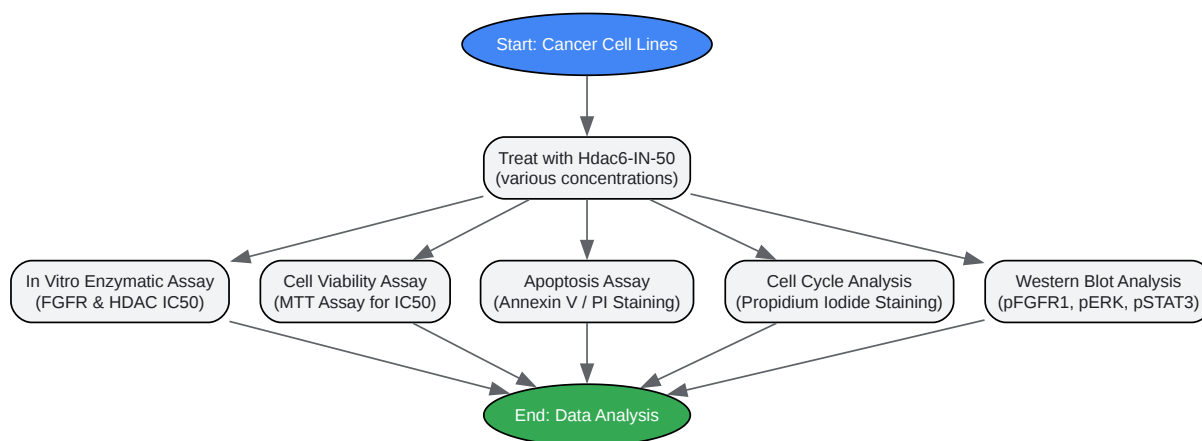 Start: Cancer Cell Lines
Treat with Hdac6-IN-50
(various concentrations)
In Vitro Enzymatic Assay
(FGFR & HDAC IC50)
Cell Viability Assay
(MTT Assay for IC50)
Apoptosis Assay
(Annexin V / PI Staining)
Cell Cycle Analysis
(Propidium Iodide Staining)
Western Blot Analysis
(pFGFR1, pERK, pSTAT3)
End: Data Analysis